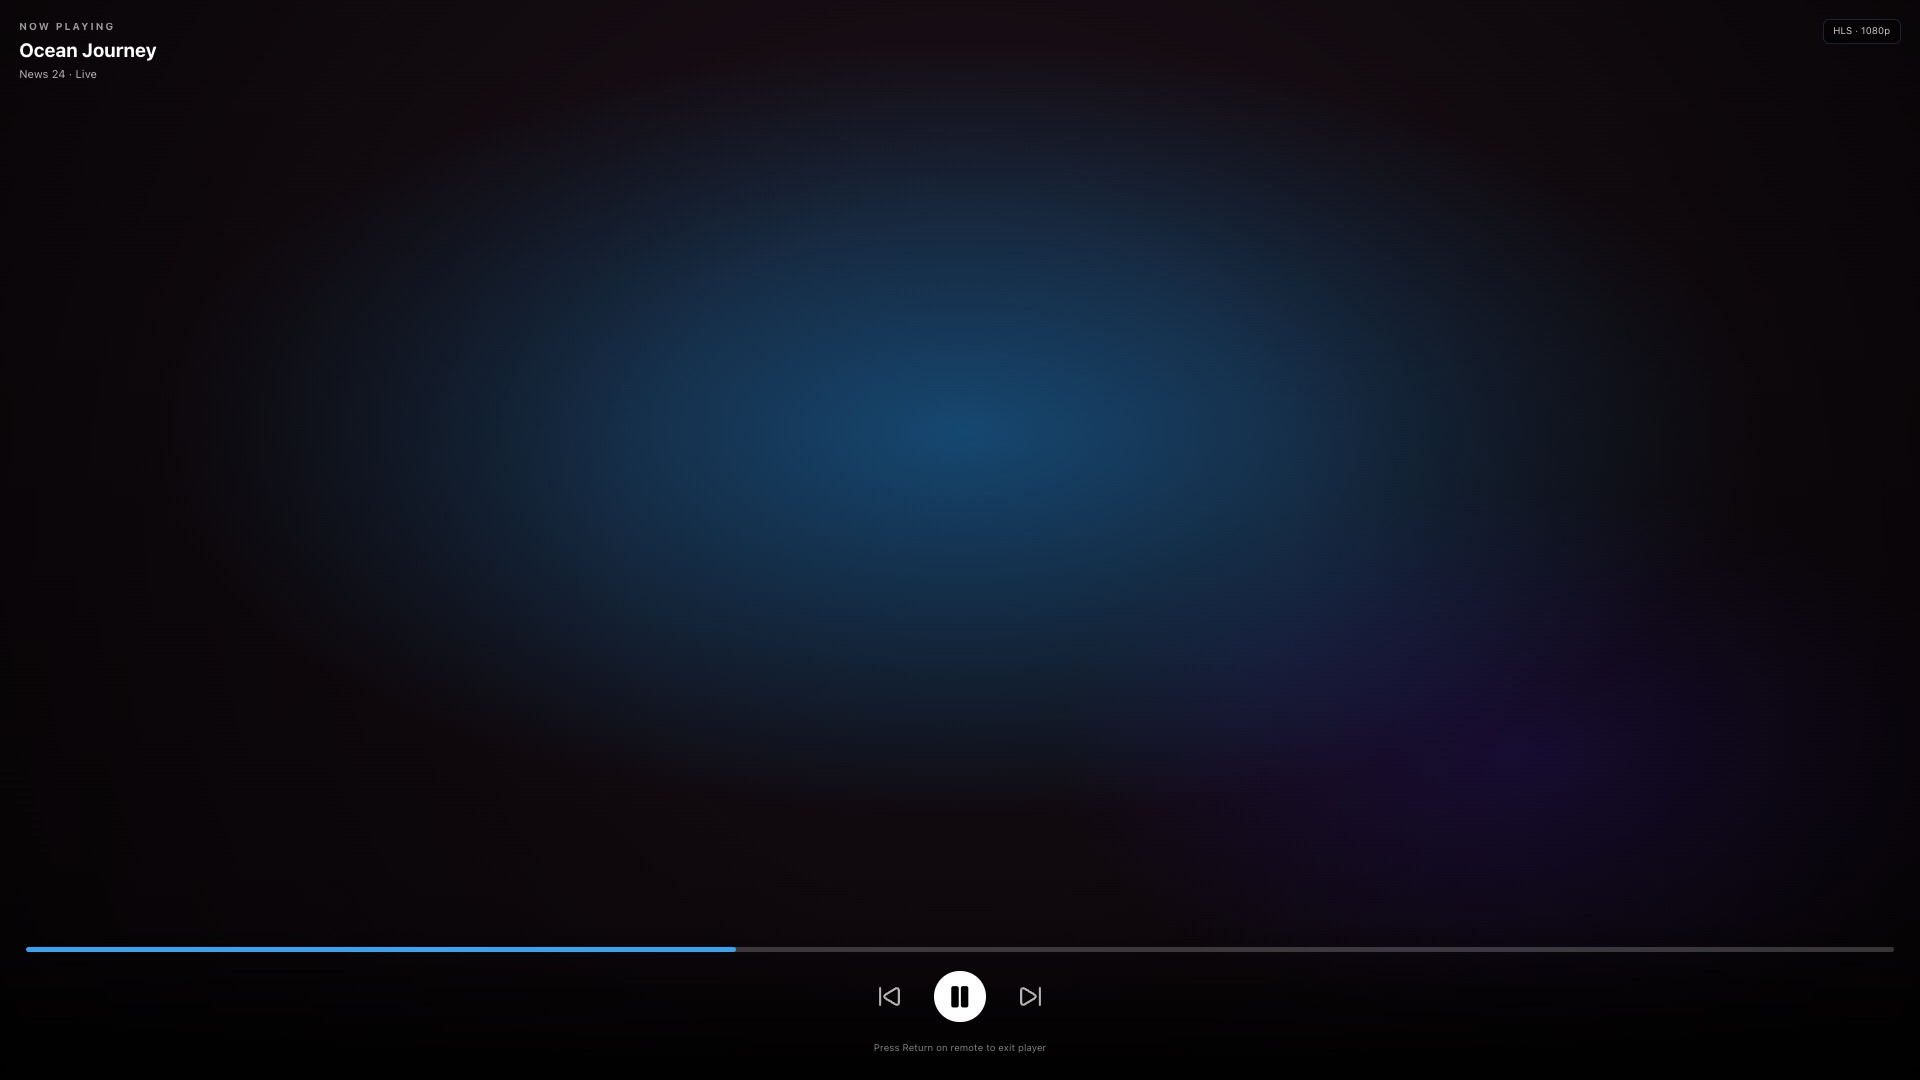 NOW PLAYING
Ocean Journey
News 24 · Live
HLS · 1080p
Press Return on remote to exit player